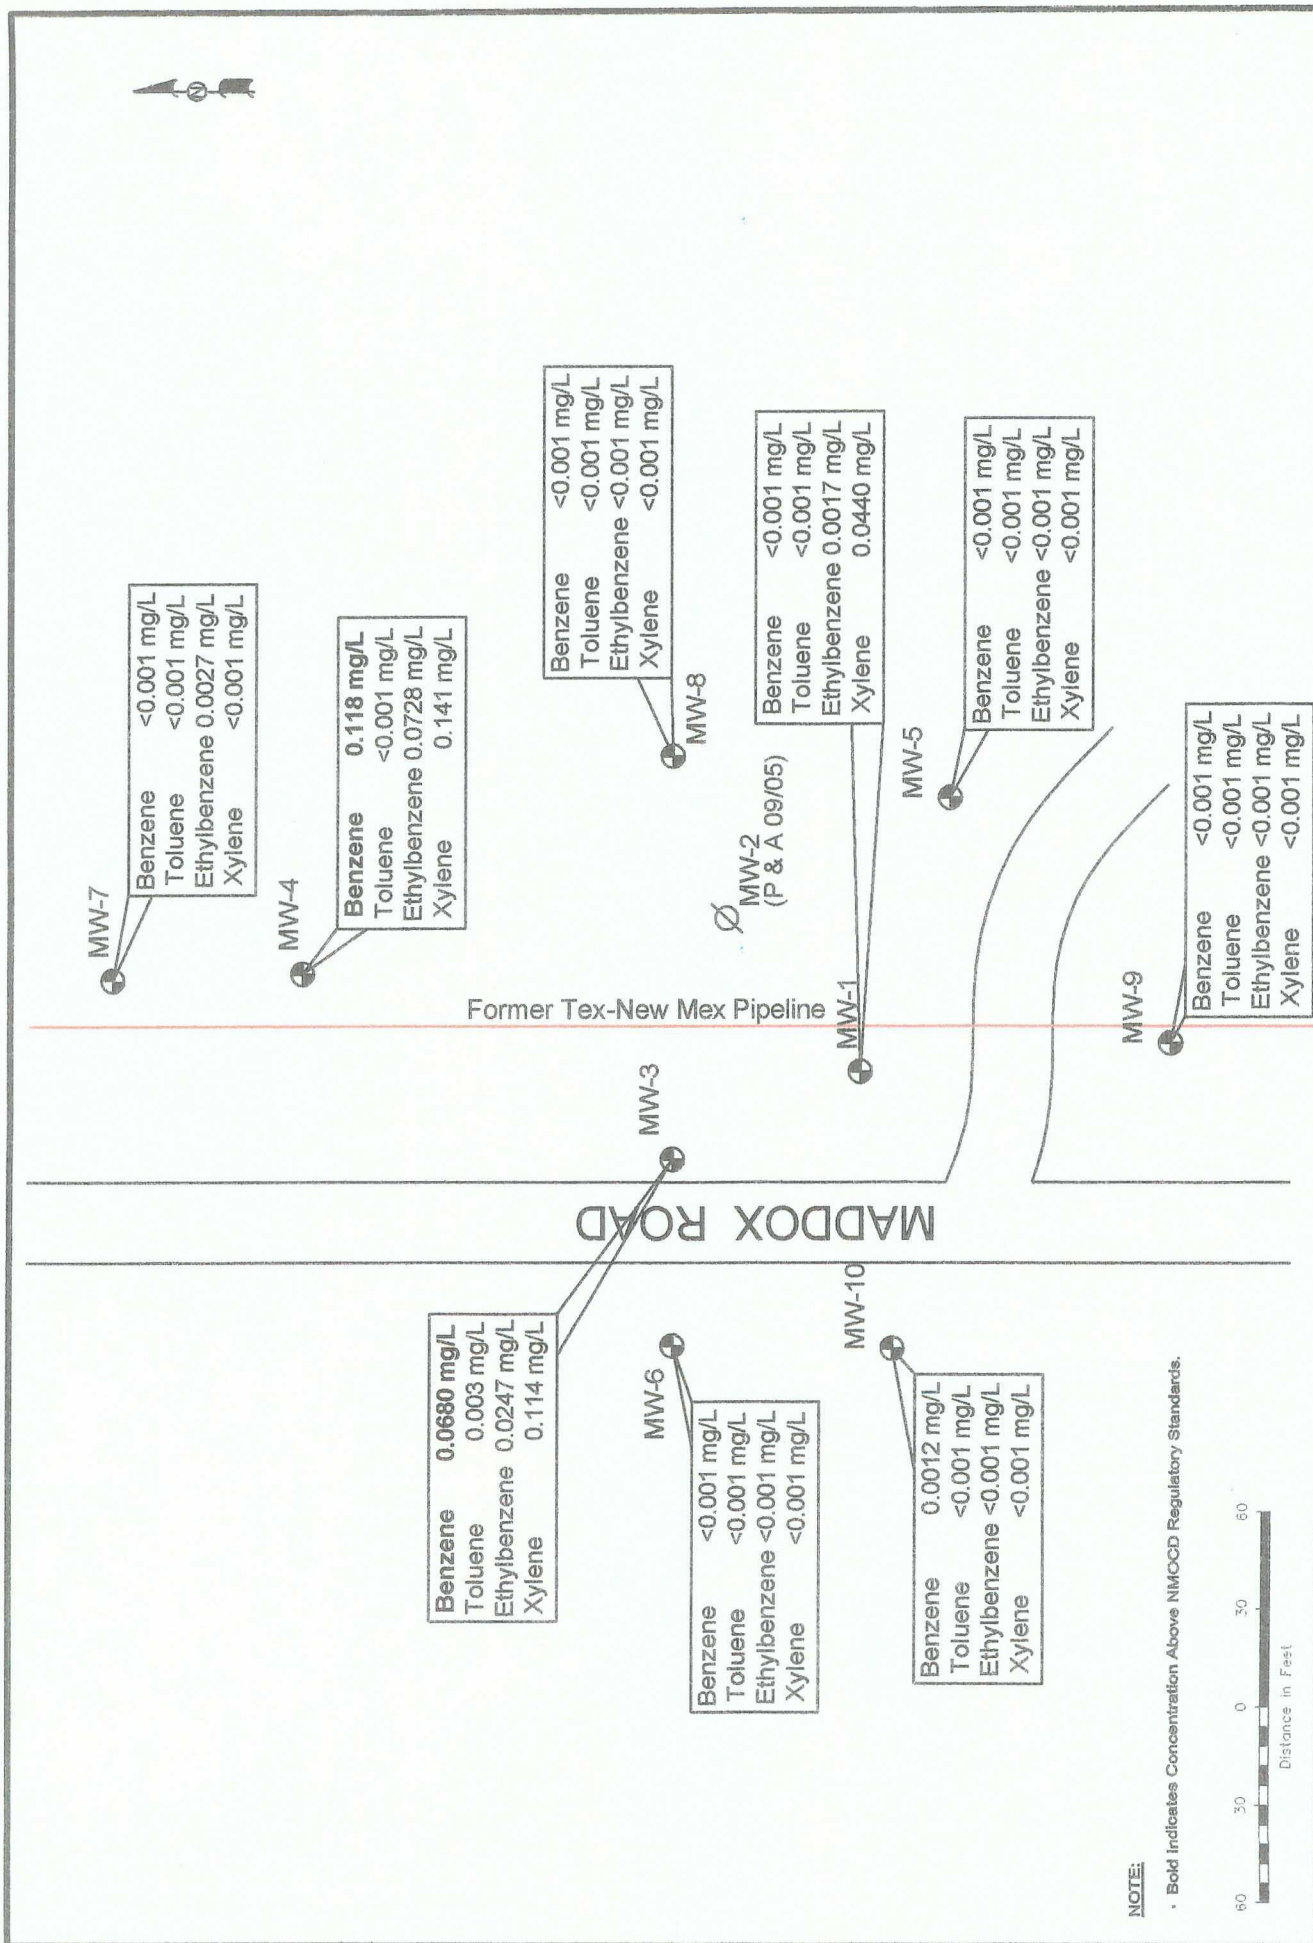 N
MW-7
Benzene <0.001 mg/L
Toluene <0.001 mg/L
Ethylbenzene 0.0027 mg/L
Xylene <0.001 mg/L
MW-4
Benzene 0.118 mg/L
Toluene <0.001 mg/L
Ethylbenzene 0.0728 mg/L
Xylene 0.141 mg/L
Benzene <0.001 mg/L
Toluene <0.001 mg/L
Ethylbenzene <0.001 mg/L
Xylene <0.001 mg/L
MW-8
Former Tex-New Mex Pipeline
MW-2
(P & A 09/05)
Benzene <0.001 mg/L
Toluene <0.001 mg/L
Ethylbenzene 0.0017 mg/L
Xylene 0.0440 mg/L
MW-1
MW-5
Benzene <0.001 mg/L
Toluene <0.001 mg/L
Ethylbenzene <0.001 mg/L
Xylene <0.001 mg/L
MW-9
Benzene <0.001 mg/L
Toluene <0.001 mg/L
Ethylbenzene <0.001 mg/L
Xylene <0.001 mg/L
MW-3
MADDOX ROAD
Benzene 0.0680 mg/L
Toluene 0.003 mg/L
Ethylbenzene 0.0247 mg/L
Xylene 0.114 mg/L
MW-6
Benzene <0.001 mg/L
Toluene <0.001 mg/L
Ethylbenzene <0.001 mg/L
Xylene <0.001 mg/L
MW-10
Benzene 0.0012 mg/L
Toluene <0.001 mg/L
Ethylbenzene <0.001 mg/L
Xylene <0.001 mg/L
NOTE:
· Bold Indicates Concentration Above NMOCD Regulatory Standards.
60 30 0 30 60
Distance in Feet